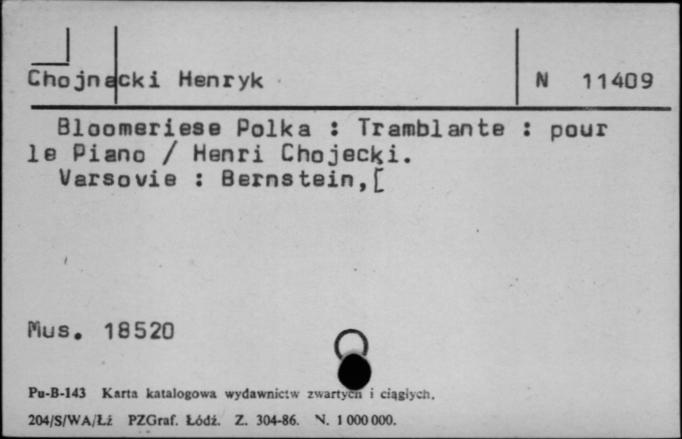 Chojnacki Henryk N 11409
Bloomeriese Polka : Tramblante : pour
le Piano / Henri Chojecki.
Varsovie : Bernstein,[
Mus. 18520
Pu-B-143 Karta katalogowa wydawnictw zwartych i ciągłych.
204/S/WA/Łź PZGraf. Łódź. Z. 304-86. N. 1 000 000.